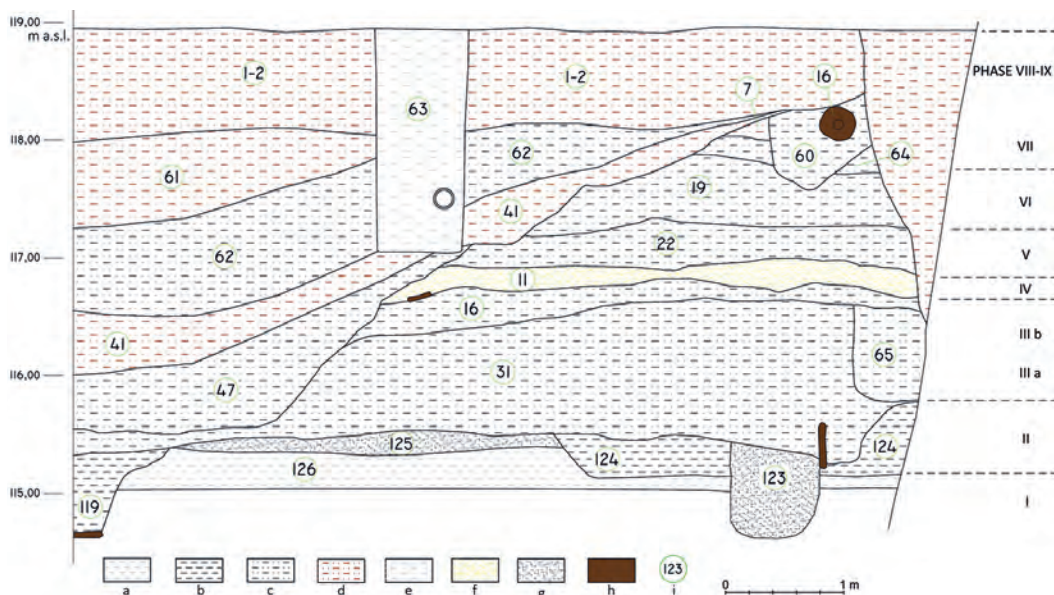 119,00
m a.s.l.
118,00
117,00
116,00
115,00
1-2
63
1-2
7
16
PHASE VIII-IX
61
62
60
64
VII
19
41
VI
62
22
V
11
IV
16
41
65
III b
31
III a
47
125
124
124
II
126
123
119
I
a b c d e f g h i
123
0 1 m